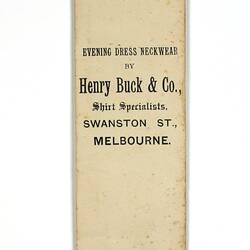 EVENING DRESS NECKWEAR
BY
Henry Buck & Co.,
Shirt Specialists,
SWANSTON ST.,
MELBOURNE.